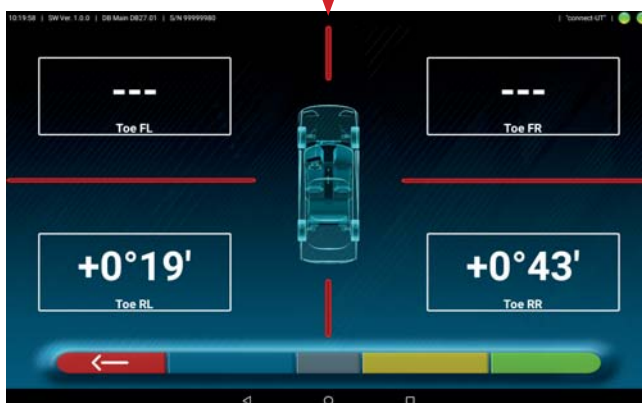 10:19:58 | SW Ver. 1.0.0 | DB Main DB27.01 | S/N 99999980 | "connect-UT" |
---
Toe FL
---
Toe FR
+0°19'
Toe RL
+0°43'
Toe RR